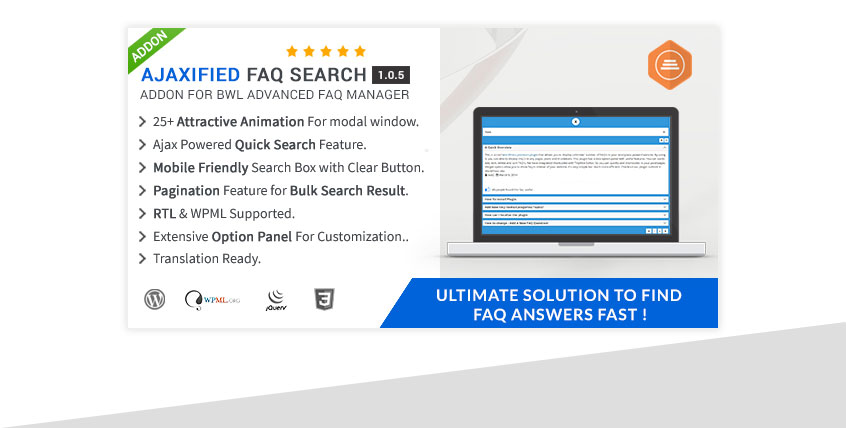 ADDON
AJAXIFIED FAQ SEARCH 1.0.5
ADDON FOR BWL ADVANCED FAQ MANAGER
25+ Attractive Animation For modal window.
Ajax Powered Quick Search Feature.
Mobile Friendly Search Box with Clear Button.
Pagination Feature for Bulk Search Result.
RTL & WPML Supported.
Extensive Option Panel For Customization..
Translation Ready.
WPML.ORG
jQuery
ULTIMATE SOLUTION TO FIND
FAQ ANSWERS FAST !